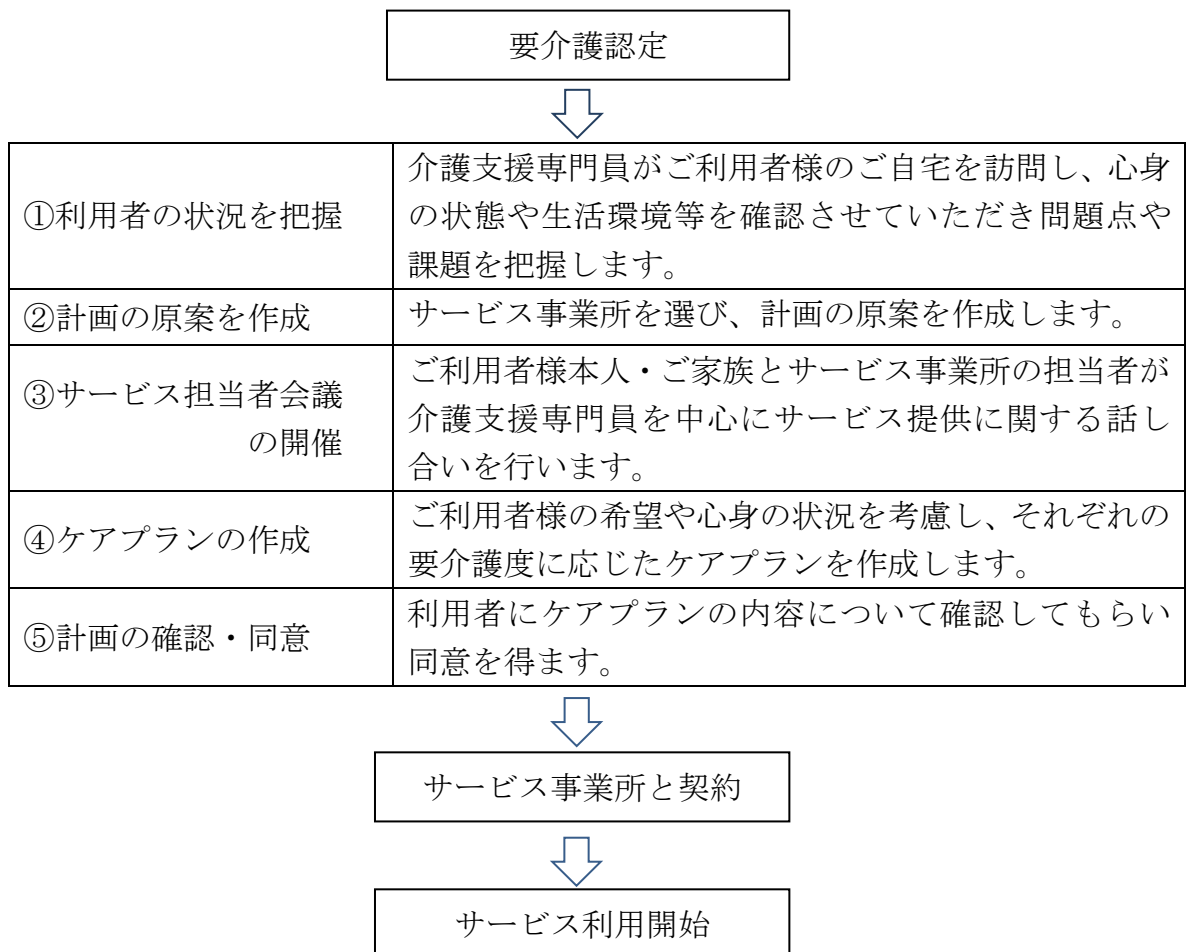 要介護認定
①利用者の状況を把握
介護支援専門員がご利用者様のご自宅を訪問し、心身
の状態や生活環境等を確認させていただき問題点や
課題を把握します。
②計画の原案を作成
サービス事業所を選び、計画の原案を作成します。
③サービス担当者会議
の開催
ご利用者様本人・ご家族とサービス事業所の担当者が
介護支援専門員を中心にサービス提供に関する話し
合いを行います。
④ケアプランの作成
ご利用者様の希望や心身の状況を考慮し、それぞれの
要介護度に応じたケアプランを作成します。
⑤計画の確認・同意
利用者にケアプランの内容について確認してもらい
同意を得ます。
サービス事業所と契約
サービス利用開始